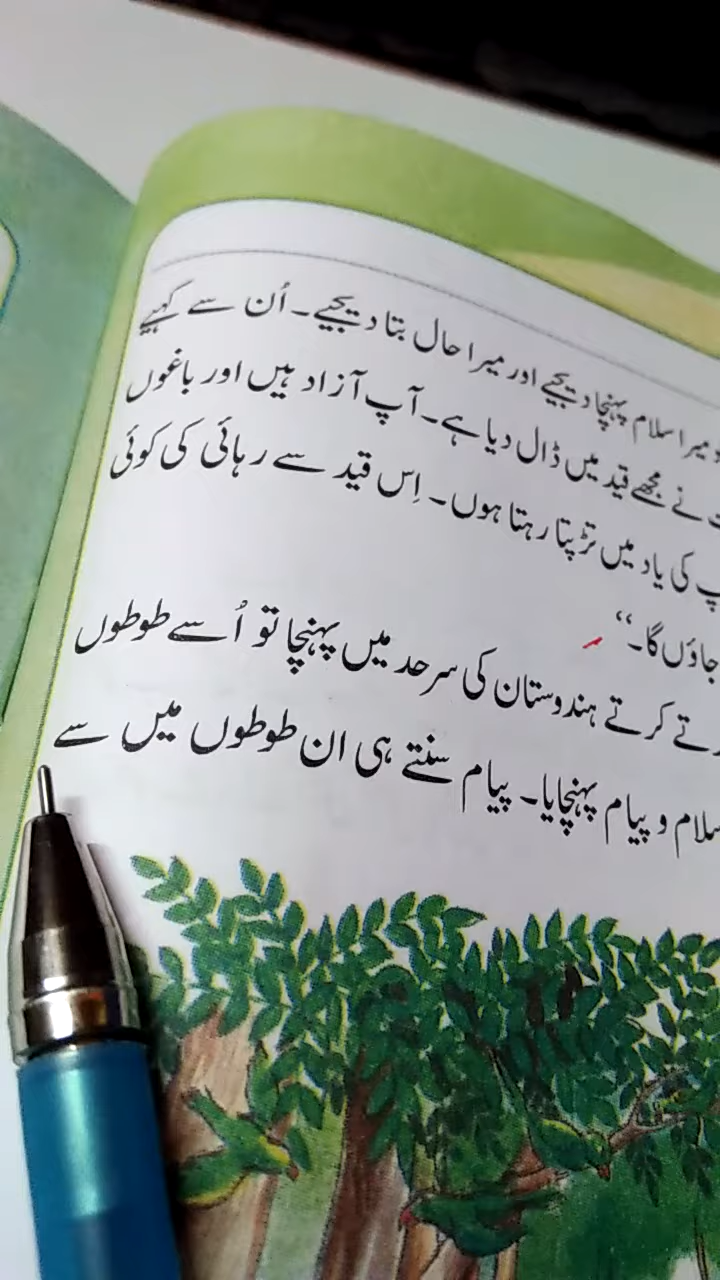 میرا سلام پہنچا دیجیے اور میرا حال بتا دیجیے۔ اُن سے کہیے
نے مجھے قید میں ڈال دیا ہے۔ آپ آزاد ہیں اور باغوں
کی یاد میں تڑپتا رہتا ہوں۔ اِس قید سے رہائی کی کوئی
جاؤں گا۔“
کرتے ہندوستان کی سرحد میں پہنچا تو اُسے طوطوں
و پیام پہنچایا۔ پیام سنتے ہی ان طوطوں میں سے